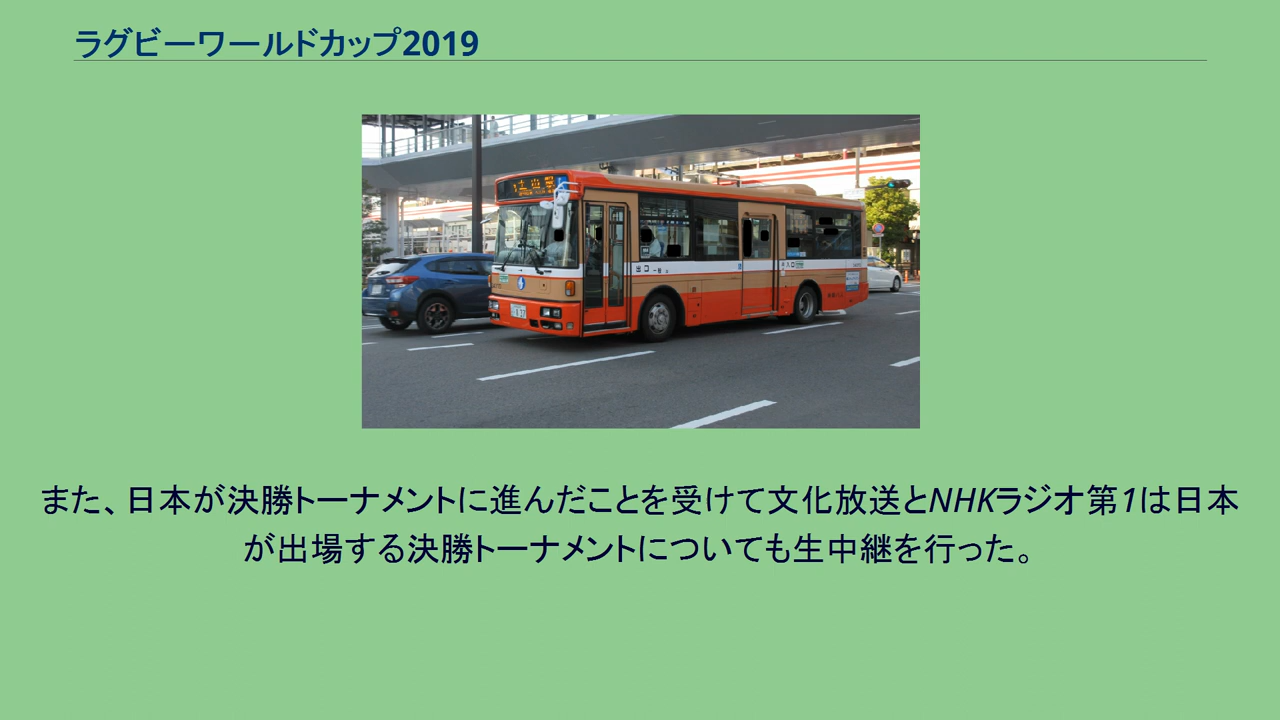 ラグビーワールドカップ2019
出口
入口
また、日本が決勝トーナメントに進んだことを受けて文化放送とNHKラジオ第1は日本
が出場する決勝トーナメントについても生中継を行った。